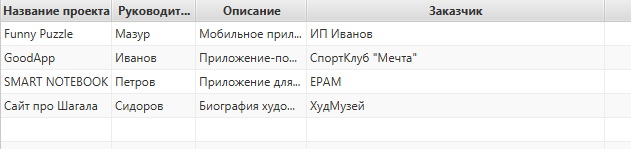 Название проекта Руководит... Описание Заказчик
Funny Puzzle Мазур Мобильное прил... ИП Иванов
GoodApp Иванов Приложение-по... СпортКлуб "Мечта"
SMART NOTEBOOK Петров Приложение для... EPAM
Сайт про Шагала Сидоров Биография худо... ХудМузей